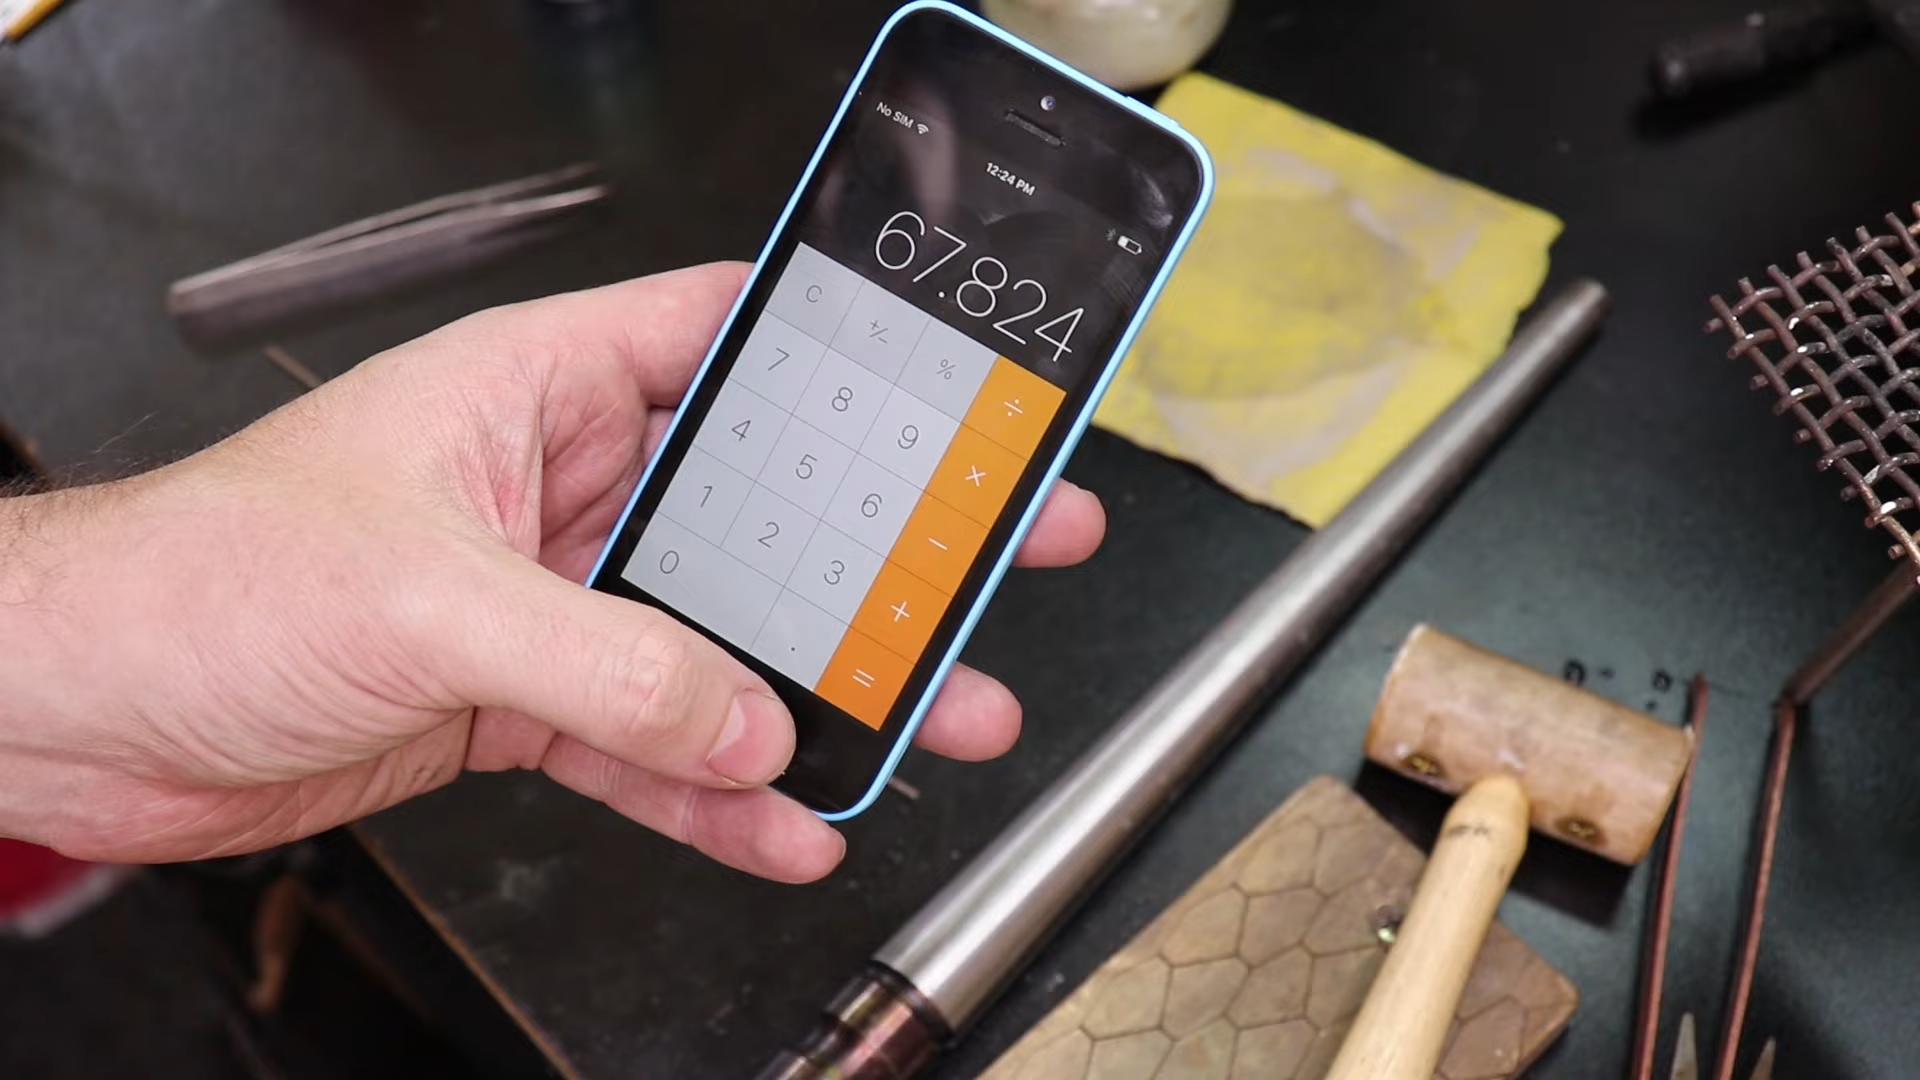 No SIM
12:24 PM
67.824
C +/- % ÷
7 8 9 ×
4 5 6 −
1 2 3 +
0 . =